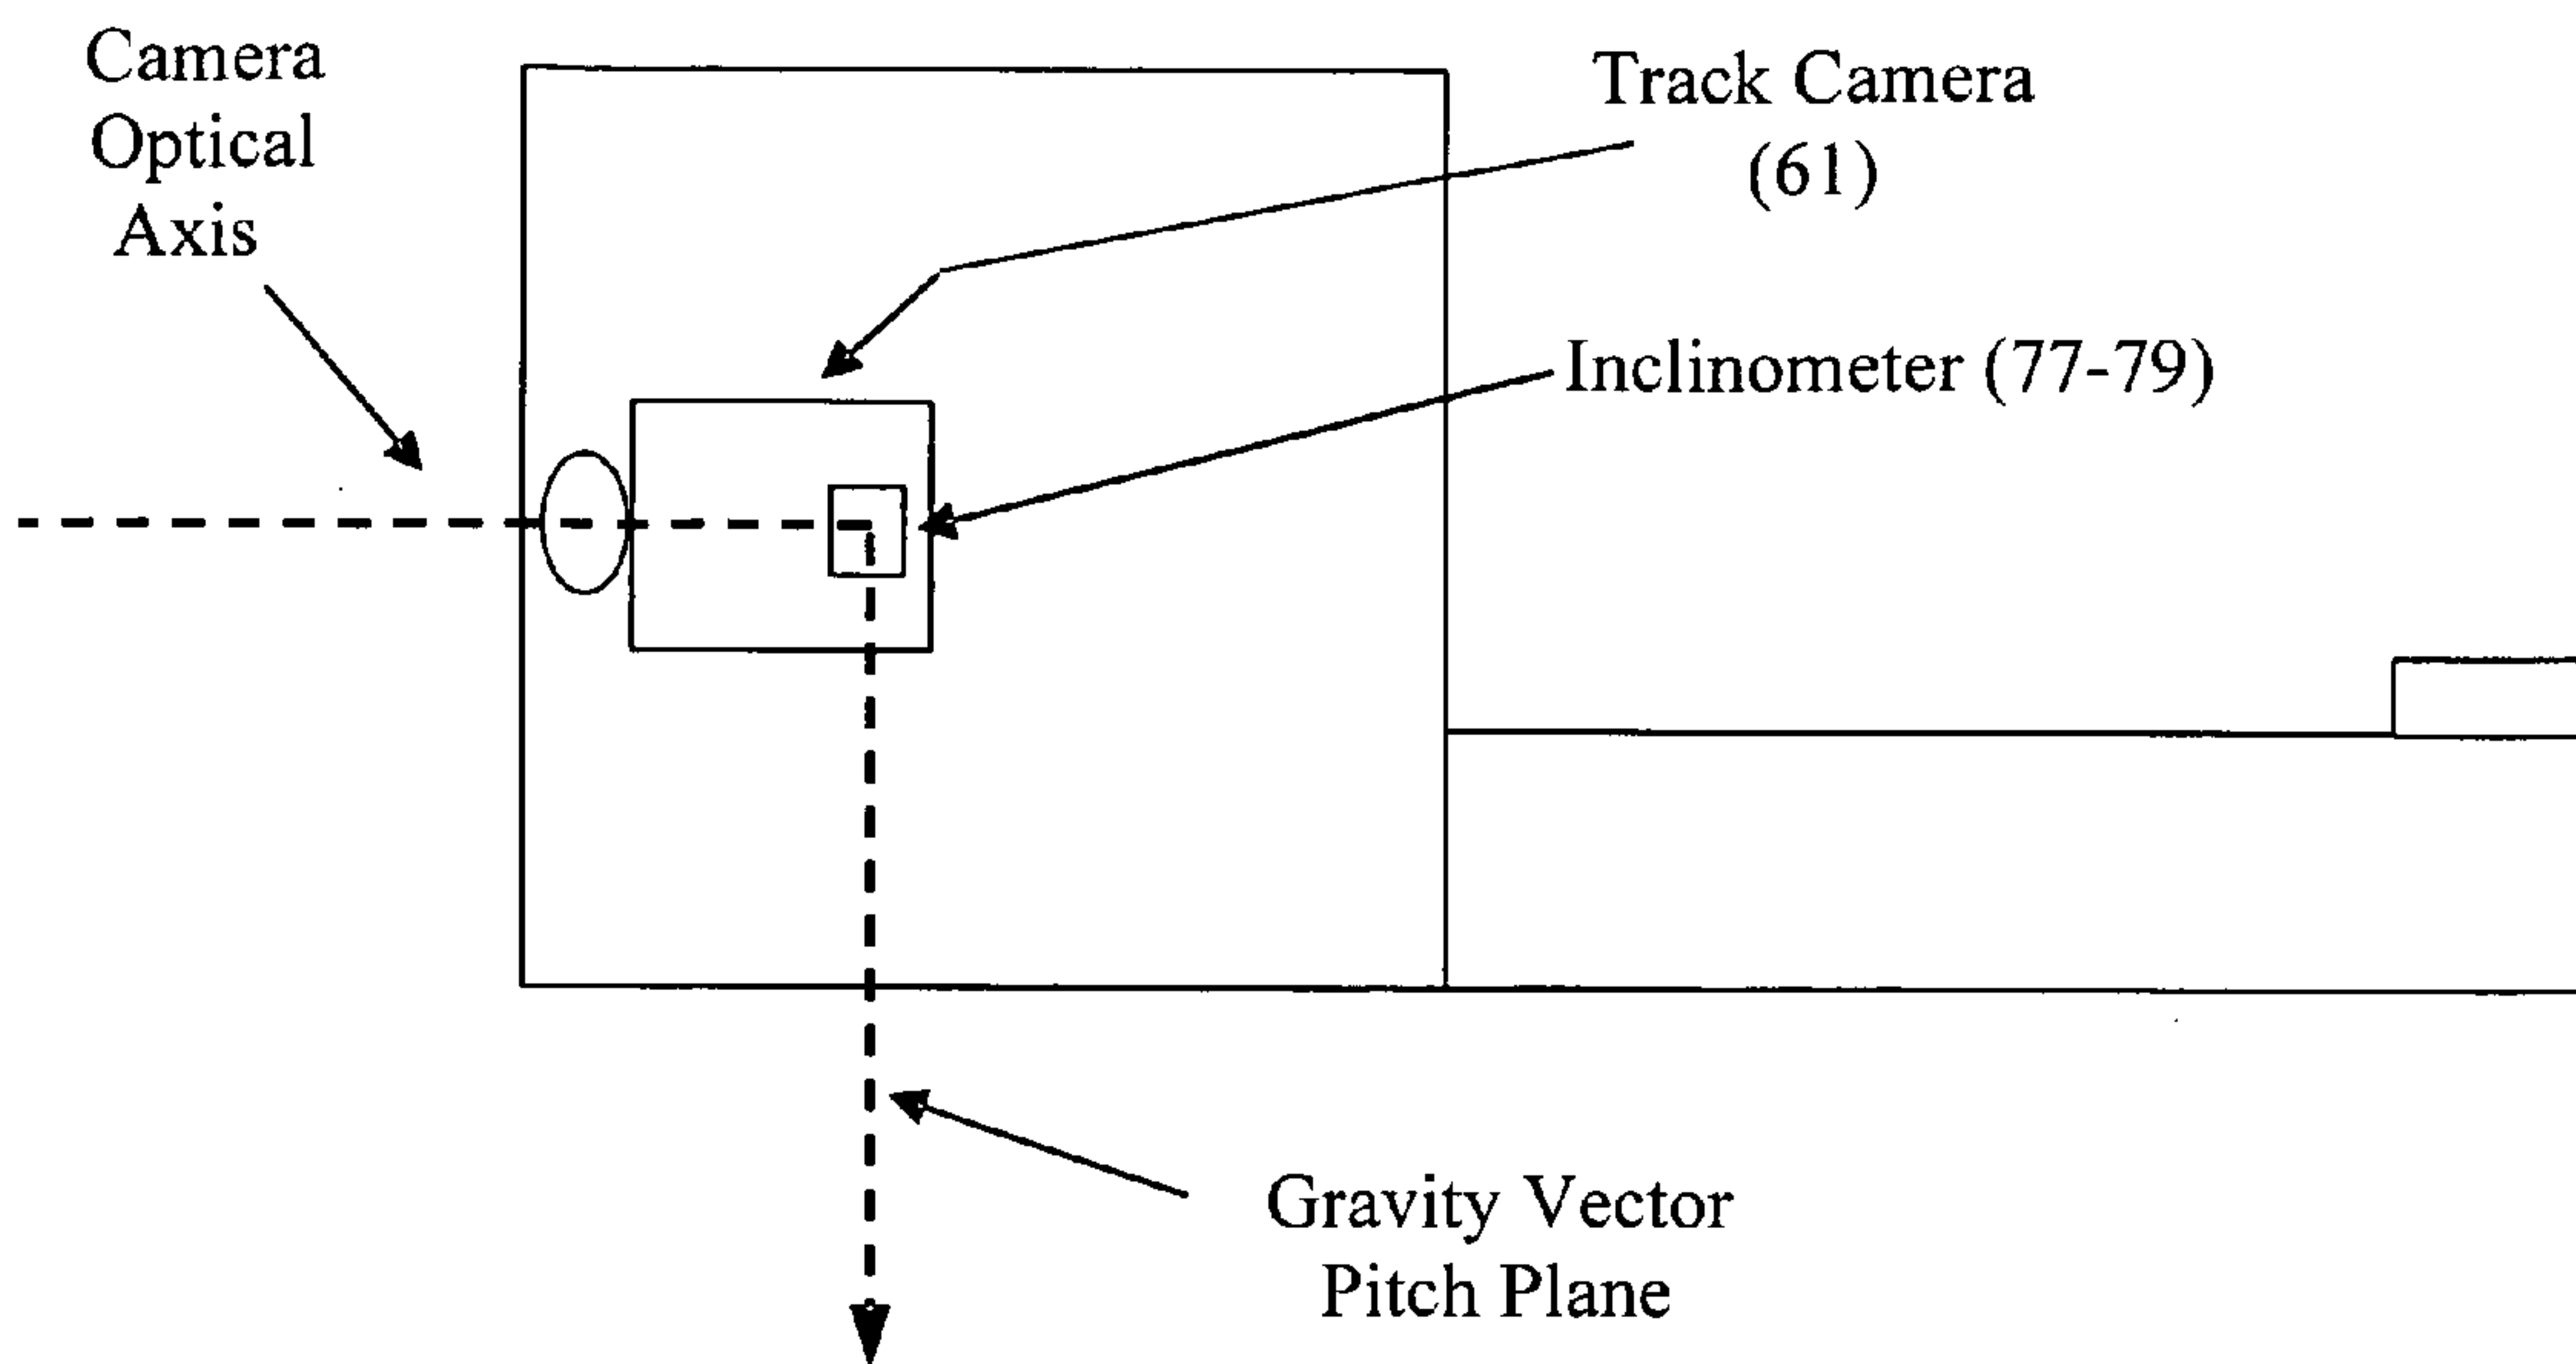 Camera
Optical
Axis
Track Camera
(61)
Inclinometer (77-79)
Gravity Vector
Pitch Plane